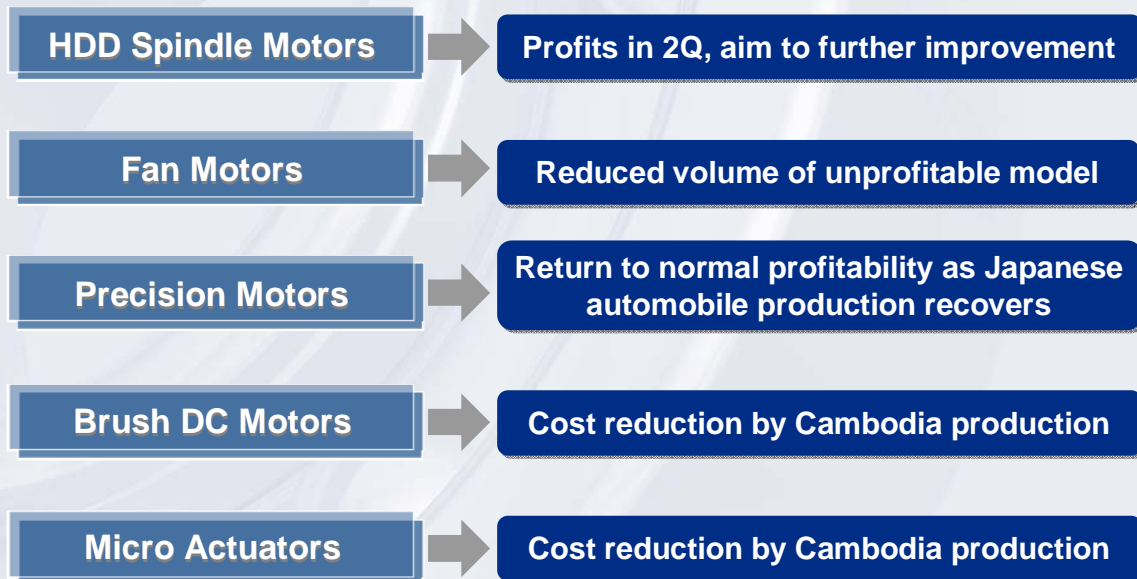 HDD Spindle Motors
Profits in 2Q, aim to further improvement
Fan Motors
Reduced volume of unprofitable model
Precision Motors
Return to normal profitability as Japanese
automobile production recovers
Brush DC Motors
Cost reduction by Cambodia production
Micro Actuators
Cost reduction by Cambodia production